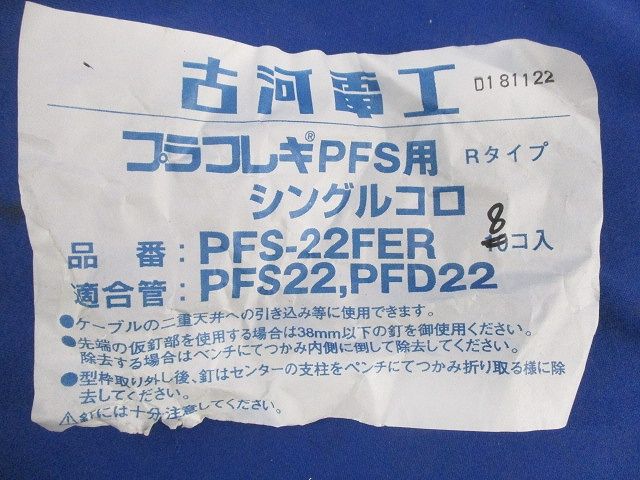 古河電工 D181122
プラフレキ®PFS用 Rタイプ
シングルコロ
品番：PFS-22FER 8コ入
適合管：PFS22,PFD22
●ケーブルの二重天井への引き込み等に使用できます。
●先端の仮釘部を使用する場合は38mm以下の釘を御使用ください。
除去する場合はペンチにてつかみ内側に倒して除去してください。
●型枠取り外し後、釘はセンターの支柱をペンチにてつかみ折り取る様に除
去してください。
⚠釘には十分注意してください。